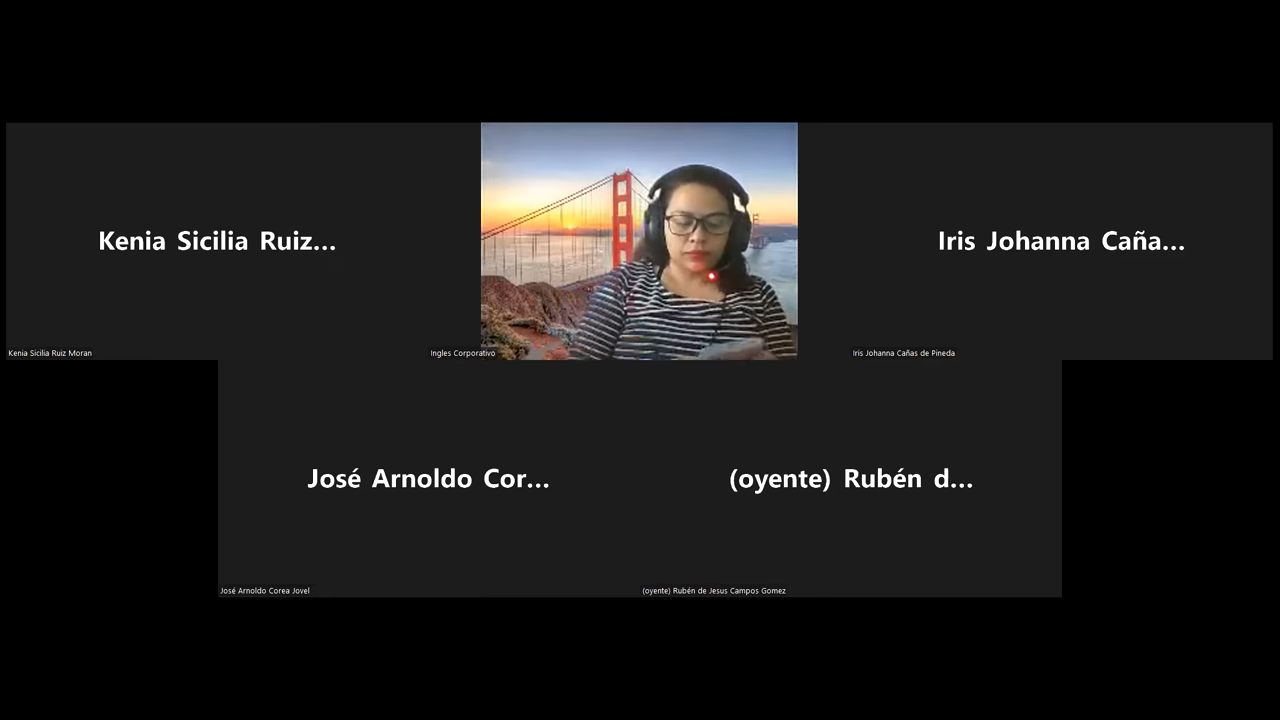 Kenia Sicilia Ruiz...
Iris Johanna Caña...
Kenia Sicilia Ruiz Moran
Ingles Corporativo
Iris Johanna Cañas de Pineda
José Arnoldo Cor...
(oyente) Rubén d...
José Arnoldo Corea Jovel
(oyente) Rubén de Jesus Campos Gomez